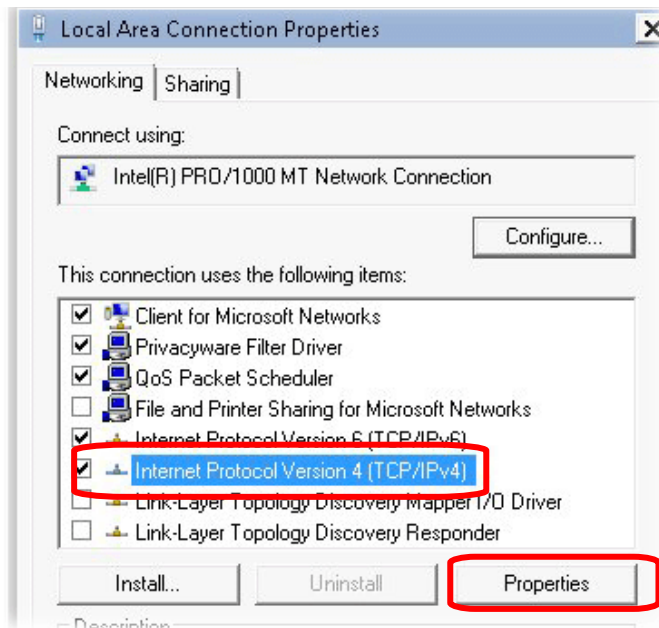 Local Area Connection Properties
Networking
Sharing
Connect using:
Intel(R) PRO/1000 MT Network Connection
Configure...
This connection uses the following items:
Client for Microsoft Networks
Privacyware Filter Driver
QoS Packet Scheduler
File and Printer Sharing for Microsoft Networks
Internet Protocol Version 6 (TCP/IPv6)
Internet Protocol Version 4 (TCP/IPv4)
Link-Layer Topology Discovery Mapper I/O Driver
Link-Layer Topology Discovery Responder
Install...
Uninstall
Properties
Description